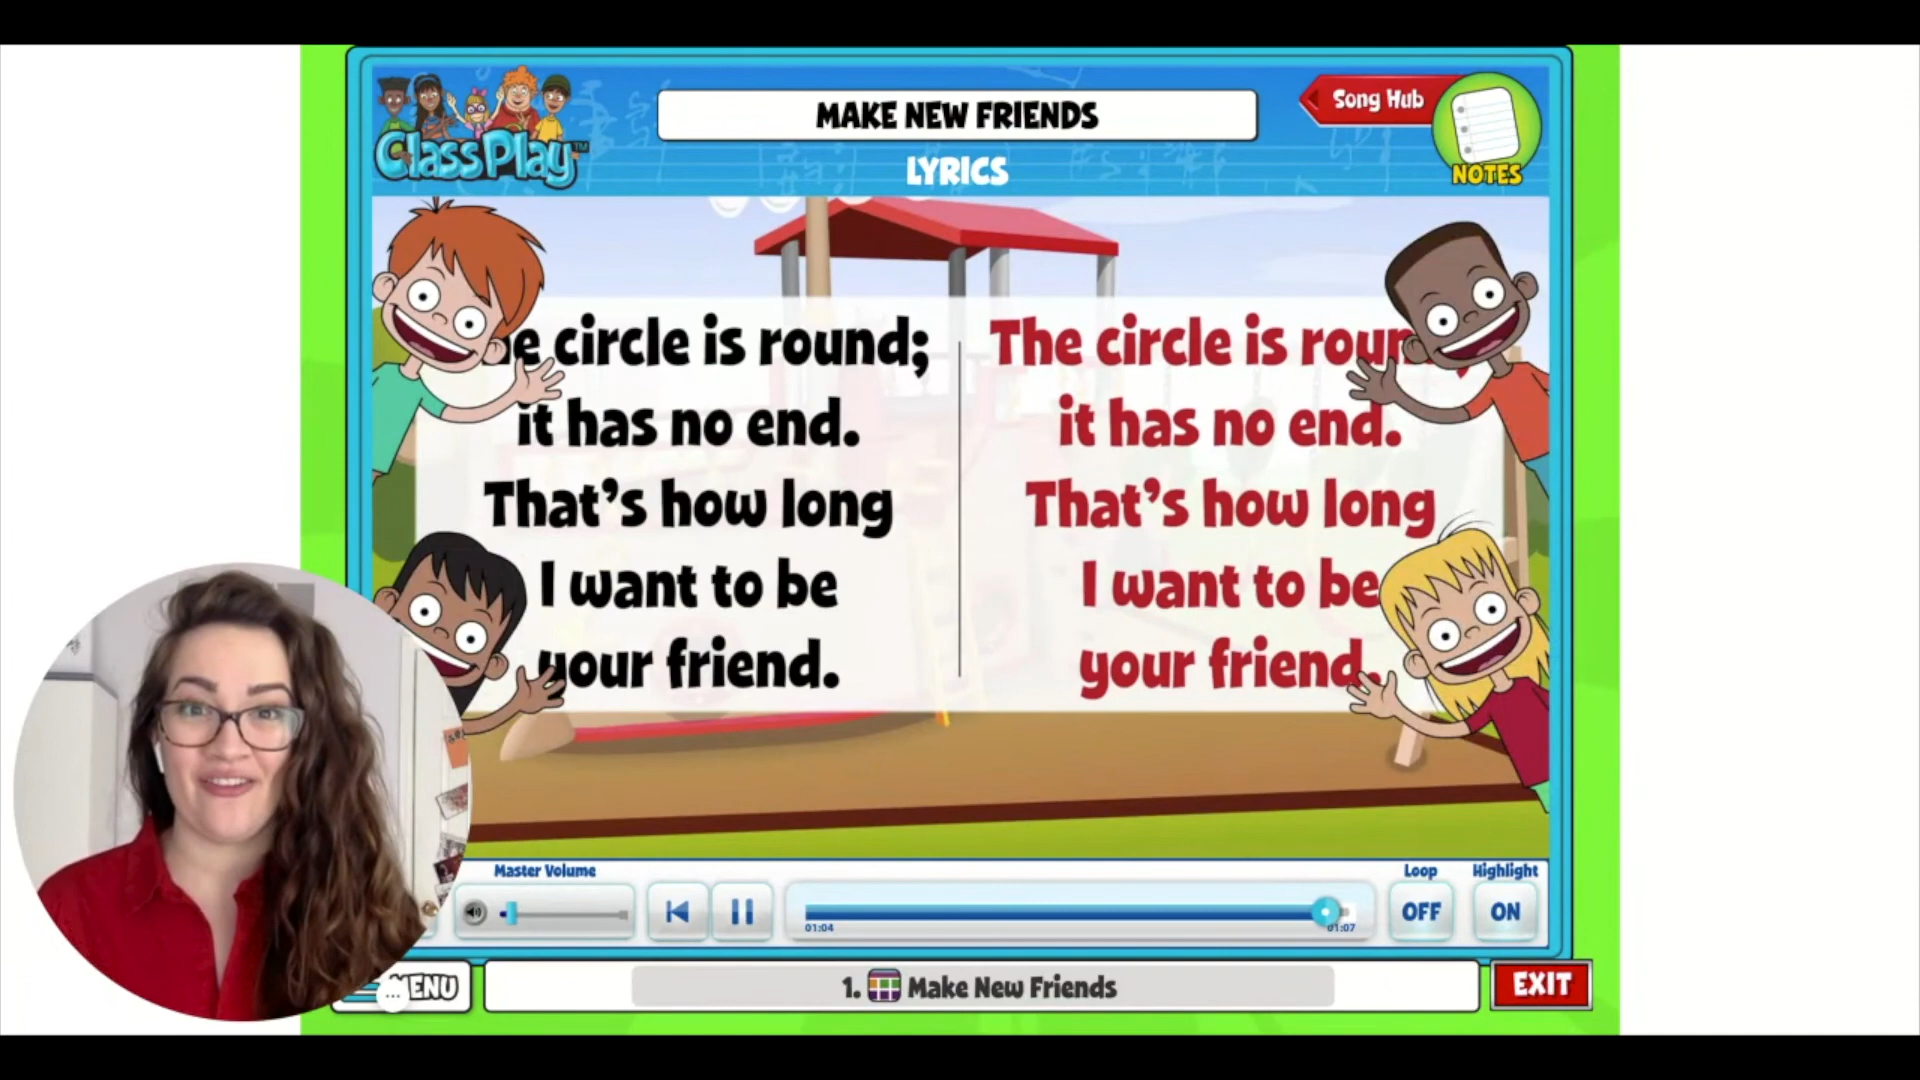 MAKE NEW FRIENDS
Song Hub
ClassPlay™
LYRICS
NOTES
e circle is round;
it has no end.
That's how long
I want to be
your friend.
The circle is roun
it has no end.
That's how long
I want to be
your friend.
Master Volume
Loop
Highlight
OFF
ON
01:04
01:07
MENU
1. Make New Friends
EXIT